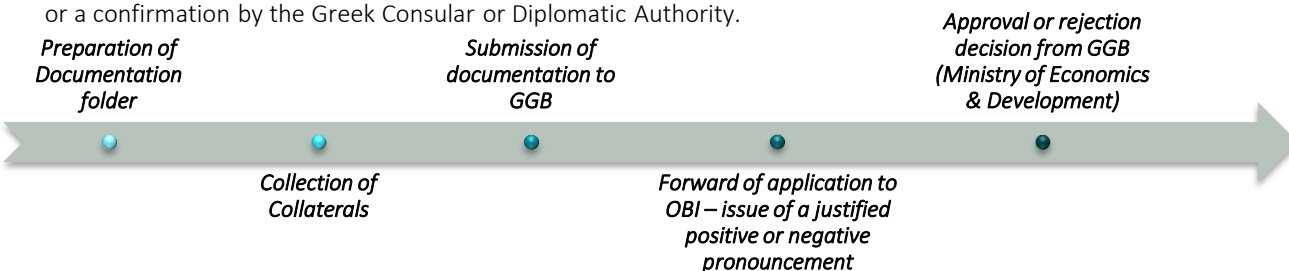 or a confirmation by the Greek Consular or Diplomatic Authority.
Preparation of
Documentation
folder
Collection of
Collaterals
Submission of
documentation to
GGB
Forward of application to
OBI – issue of a justified
positive or negative
pronouncement
Approval or rejection
decision from GGB
(Ministry of Economics
& Development)